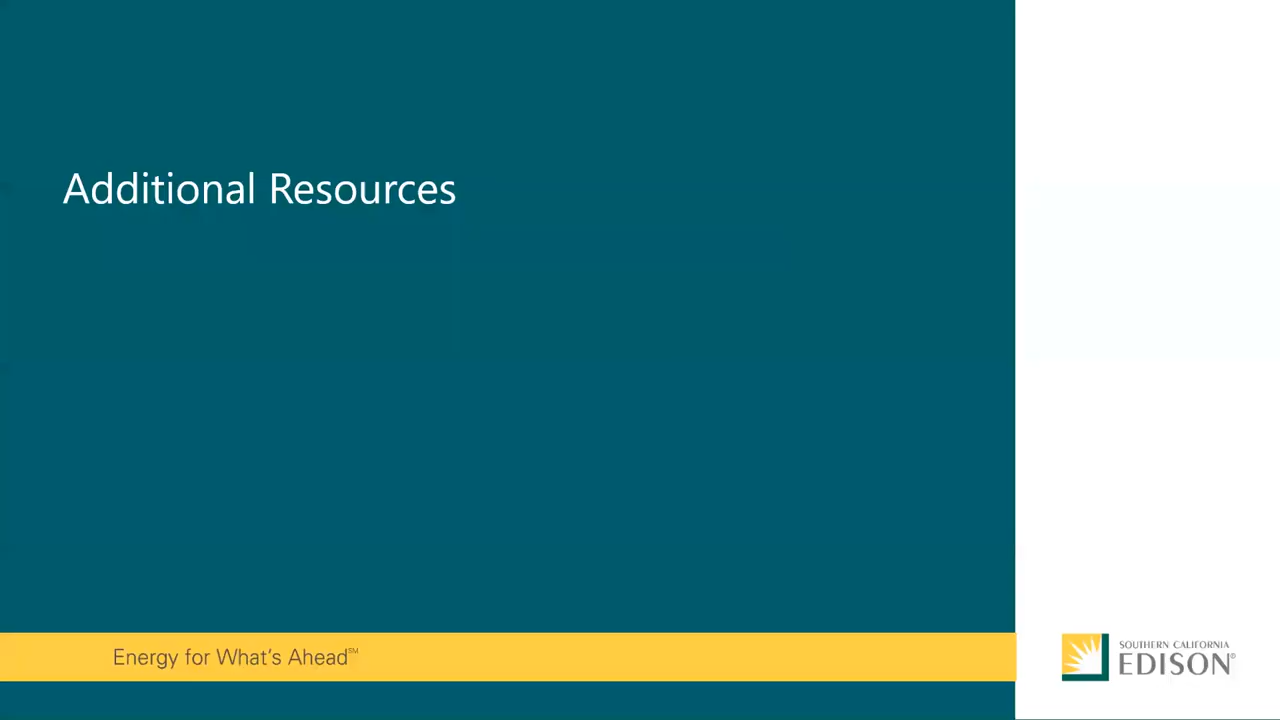 Additional Resources
Energy for What's Ahead℠
SOUTHERN CALIFORNIA
EDISON®